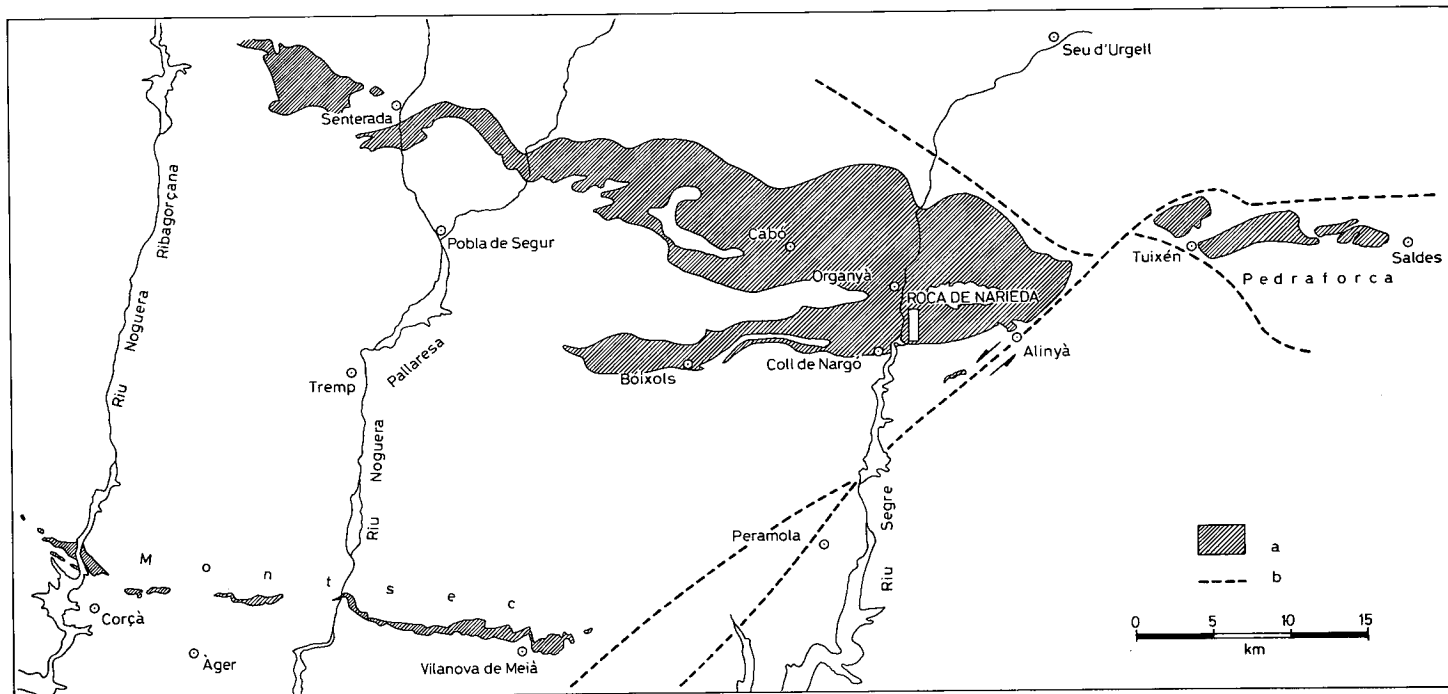 Seu d'Urgell
Senterada
Riu Noguera Ribagorçana
Pobla de Segur
Cabó
Organyà
ROCA DE NARIEDA
Tuixén
Saldes
Pedraforca
Alinyà
Coll de Nargó
Bóixols
Tremp
Riu Noguera Pallaresa
Riu Segre
Peramola
Montsec
Corçà
Àger
Vilanova de Meià
a
b
0 5 10 15
km